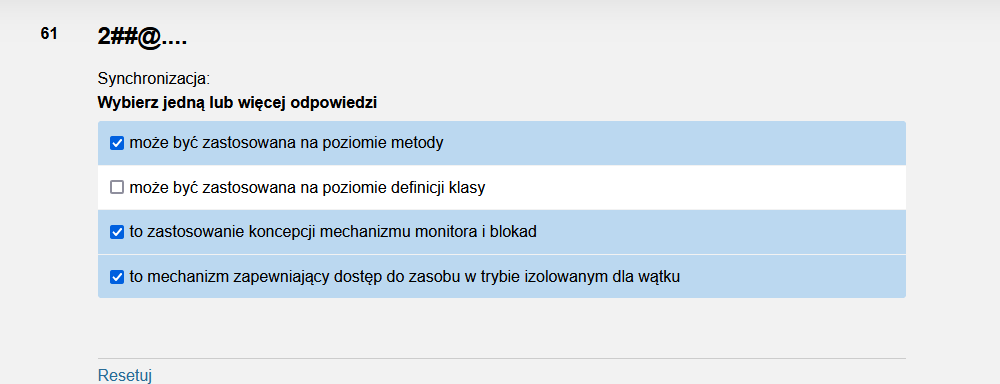 61
2##@....
Synchronizacja:
Wybierz jedną lub więcej odpowiedzi
może być zastosowana na poziomie metody
może być zastosowana na poziomie definicji klasy
to zastosowanie koncepcji mechanizmu monitora i blokad
to mechanizm zapewniający dostęp do zasobu w trybie izolowanym dla wątku
Resetuj